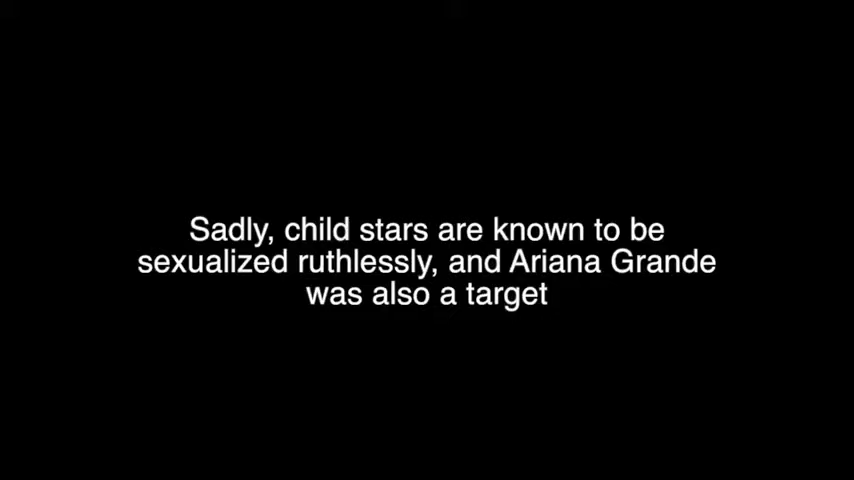 Sadly, child stars are known to be
sexualized ruthlessly, and Ariana Grande
was also a target